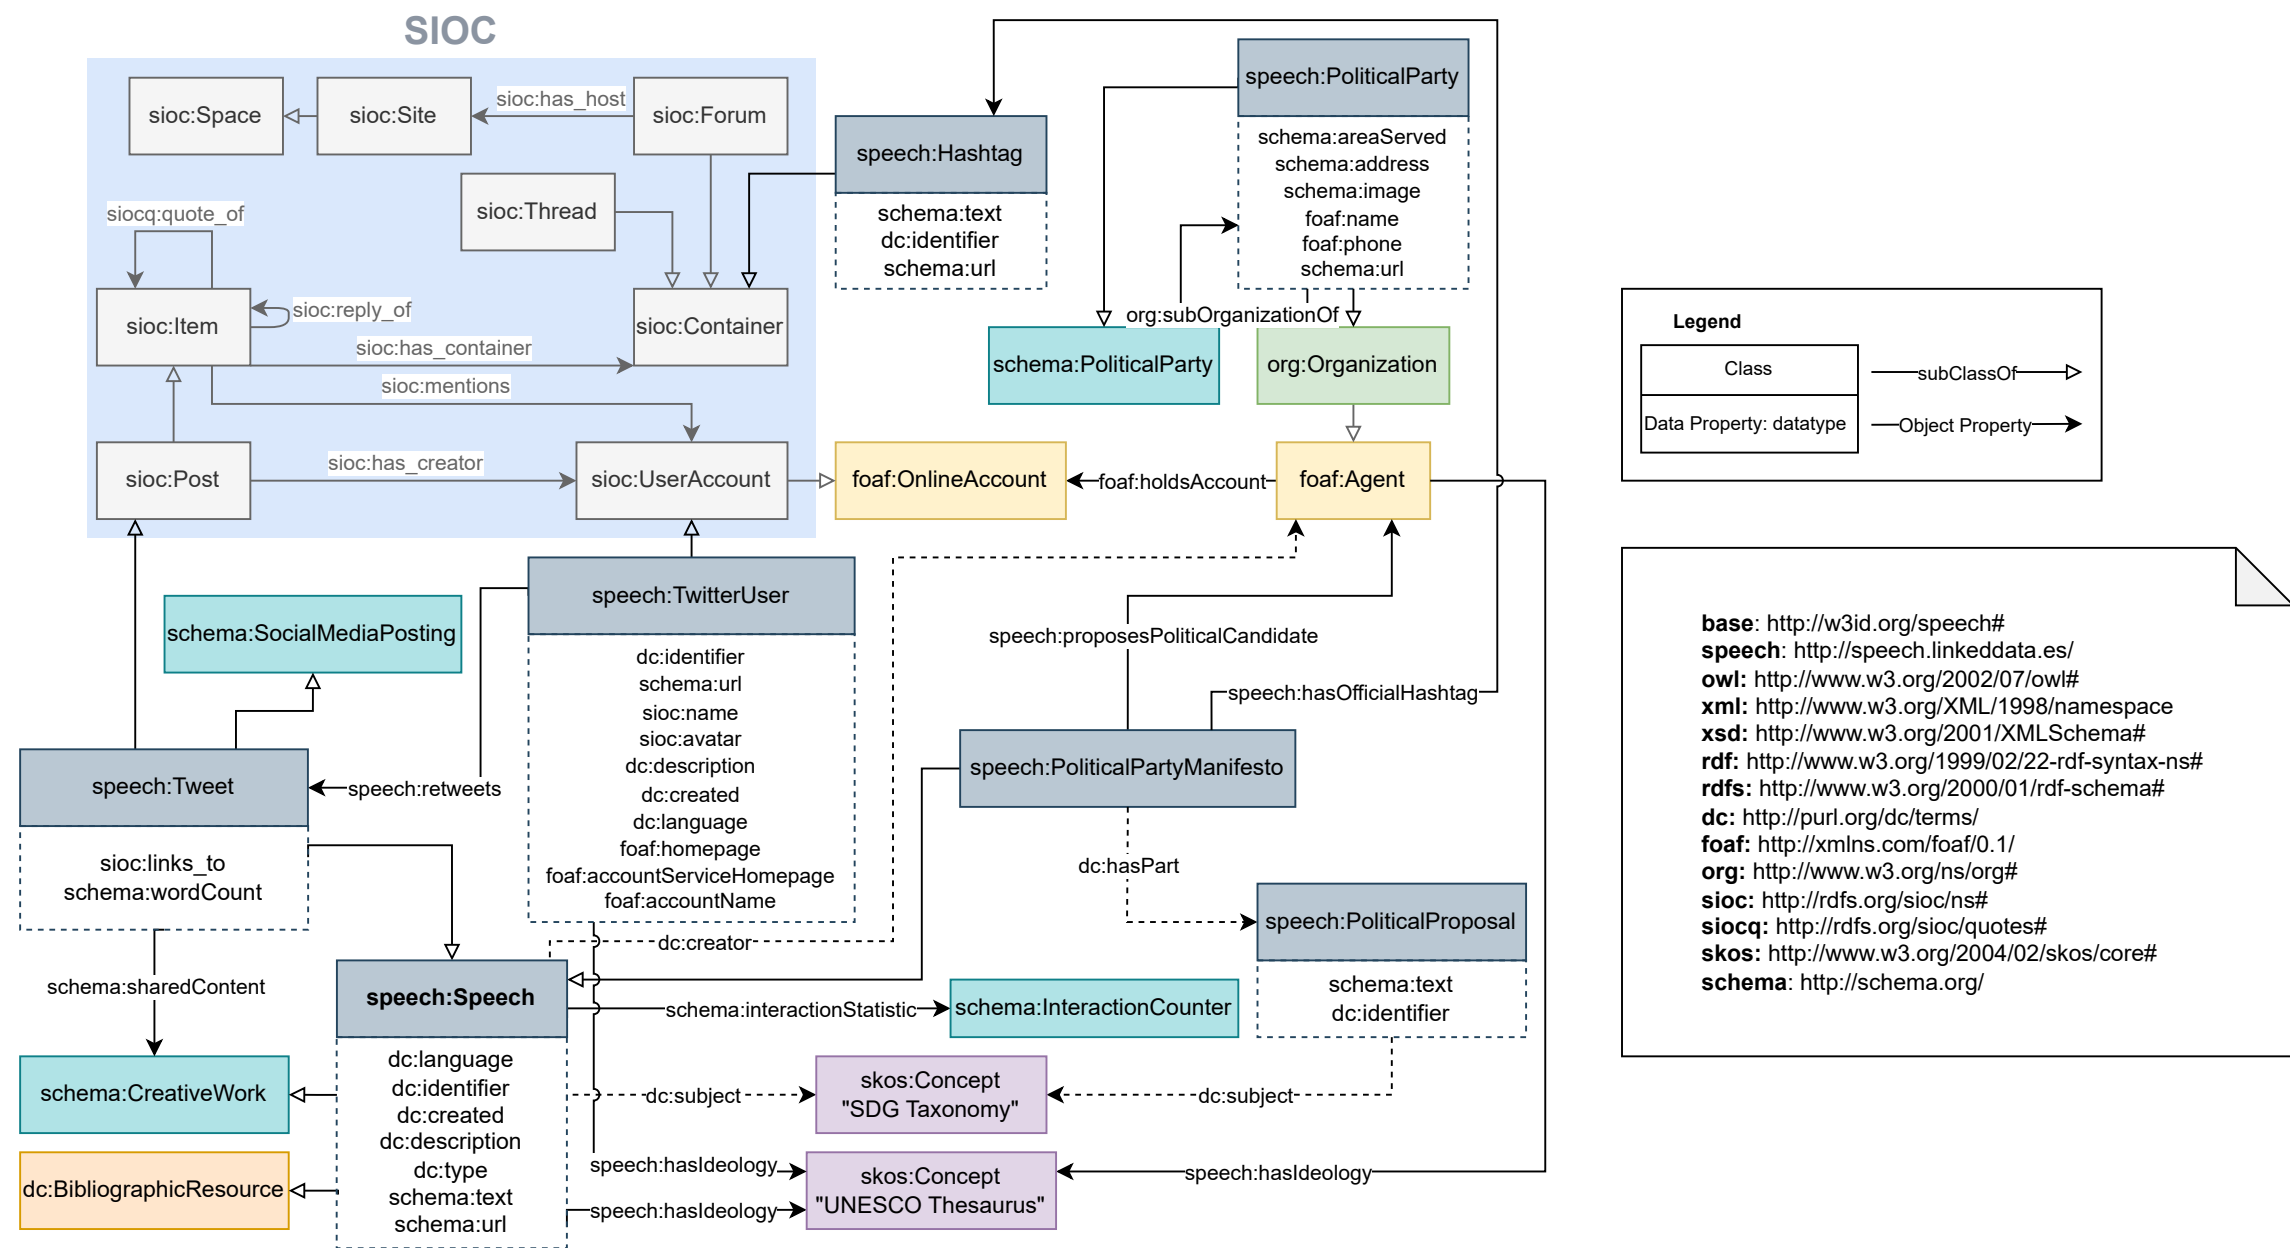 SIOC
sioc:Space
sioc:Site
sioc:has_host
sioc:Forum
sioc:Thread
siocq:quote_of
sioc:Item
sioc:reply_of
sioc:Container
sioc:has_container
sioc:mentions
sioc:Post
sioc:has_creator
sioc:UserAccount
speech:Hashtag
schema:text
dc:identifier
schema:url
speech:PoliticalParty
schema:areaServed
schema:address
schema:image
foaf:name
foaf:phone
schema:url
org:subOrganizationOf
schema:PoliticalParty
org:Organization
foaf:OnlineAccount
foaf:holdsAccount
foaf:Agent
Legend
Class
Data Property: datatype
subClassOf
Object Property
speech:TwitterUser
dc:identifier
schema:url
sioc:name
sioc:avatar
dc:description
dc:created
dc:language
foaf:homepage
foaf:accountServiceHomepage
foaf:accountName
schema:SocialMediaPosting
speech:Tweet
speech:retweets
sioc:links_to
schema:wordCount
schema:sharedContent
speech:proposesPoliticalCandidate
speech:hasOfficialHashtag
speech:PoliticalPartyManifesto
dc:hasPart
speech:PoliticalProposal
schema:text
dc:identifier
dc:creator
speech:Speech
dc:language
dc:identifier
dc:created
dc:description
dc:type
schema:text
schema:url
schema:interactionStatistic
schema:InteractionCounter
schema:CreativeWork
dc:BibliographicResource
dc:subject
skos:Concept
"SDG Taxonomy"
dc:subject
speech:hasIdeology
speech:hasIdeology
skos:Concept
"UNESCO Thesaurus"
speech:hasIdeology
base: http://w3id.org/speech#
speech: http://speech.linkeddata.es/
owl: http://www.w3.org/2002/07/owl#
xml: http://www.w3.org/XML/1998/namespace
xsd: http://www.w3.org/2001/XMLSchema#
rdf: http://www.w3.org/1999/02/22-rdf-syntax-ns#
rdfs: http://www.w3.org/2000/01/rdf-schema#
dc: http://purl.org/dc/terms/
foaf: http://xmlns.com/foaf/0.1/
org: http://www.w3.org/ns/org#
sioc: http://rdfs.org/sioc/ns#
siocq: http://rdfs.org/sioc/quotes#
skos: http://www.w3.org/2004/02/skos/core#
schema: http://schema.org/